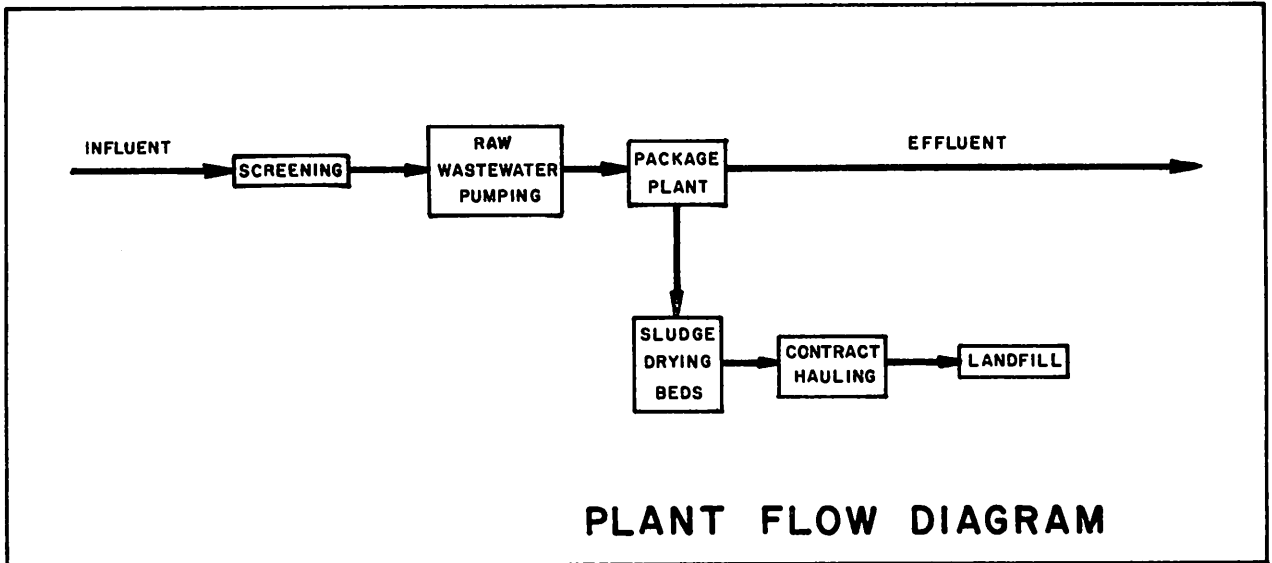 INFLUENT
SCREENING
RAW
WASTEWATER
PUMPING
PACKAGE
PLANT
EFFLUENT
SLUDGE
DRYING
BEDS
CONTRACT
HAULING
LANDFILL
PLANT FLOW DIAGRAM